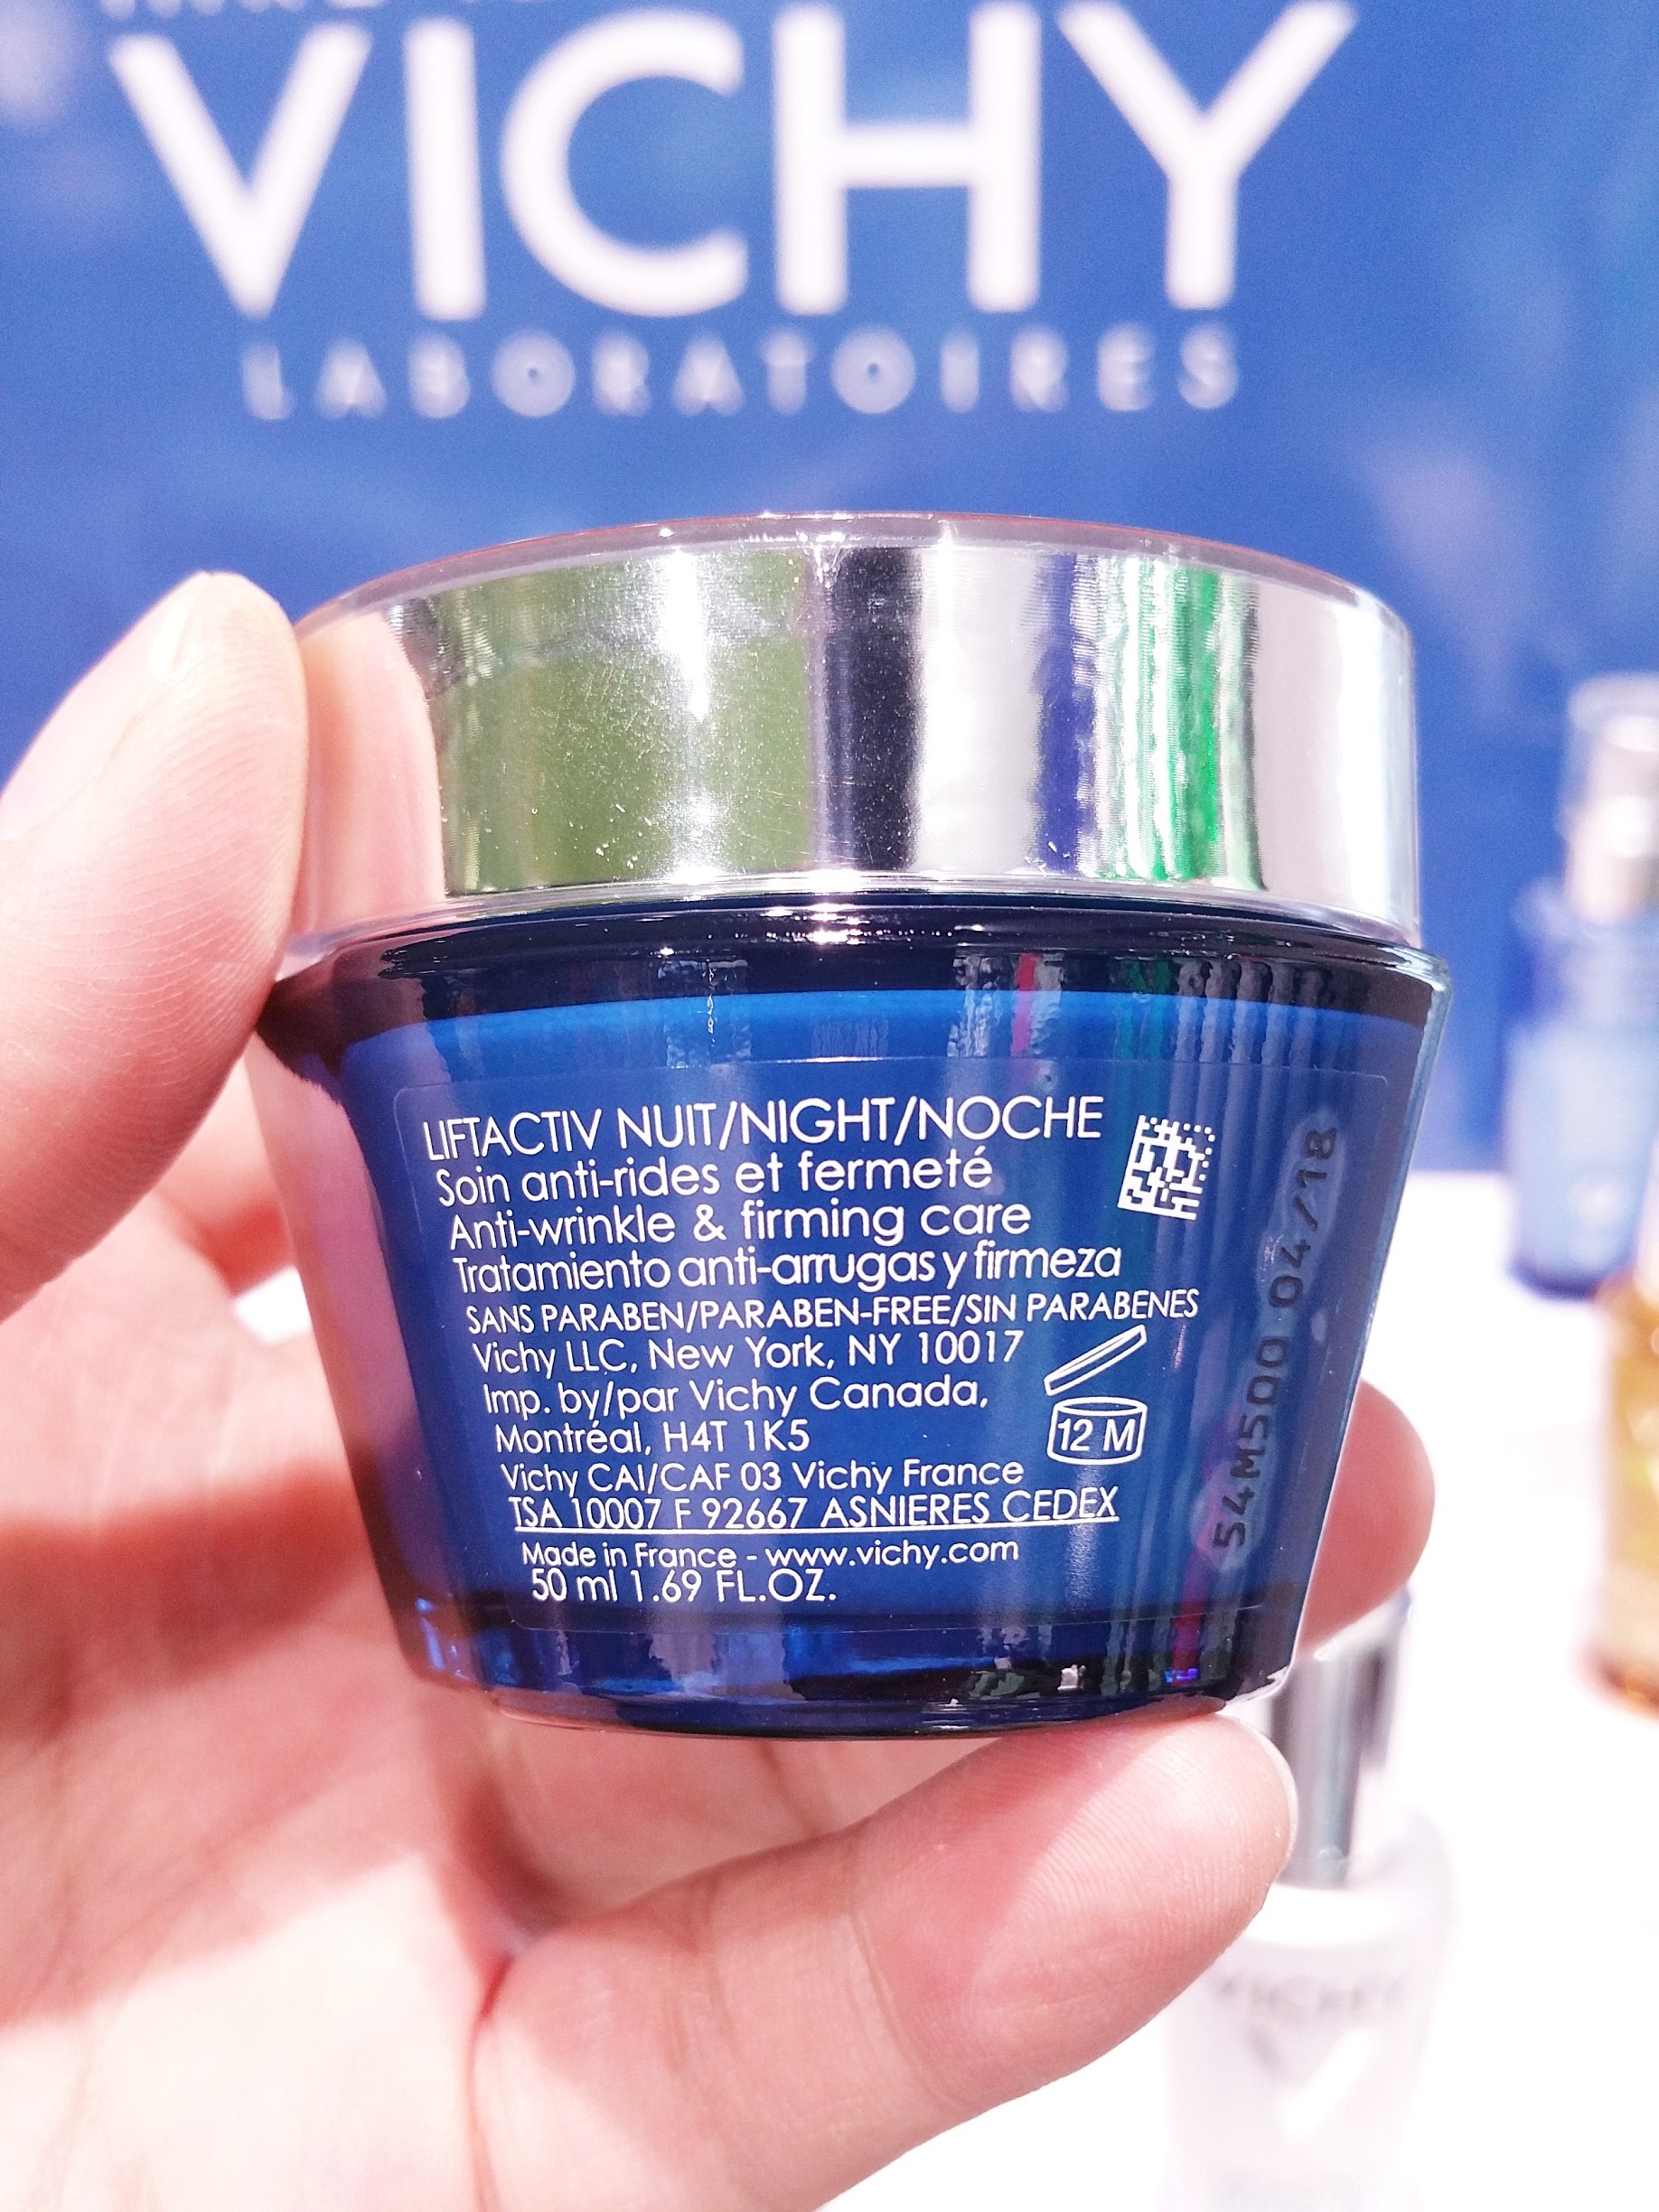 VICHY
LABORATOIRES
LIFTACTIV NUIT/NIGHT/NOCHE
Soin anti-rides et fermeté
Anti-wrinkle & firming care
Tratamiento anti-arrugas y firmeza
SANS PARABEN/PARABEN-FREE/SIN PARABENES
Vichy LLC, New York, NY 10017
Imp. by/par Vichy Canada,
Montréal, H4T 1K5
12 M
Vichy CAI/CAF 03 Vichy France
TSA 10007 F 92667 ASNIERES CEDEX
Made in France - www.vichy.com
50 ml 1.69 FL.OZ.
54M500 04/18
VICHY